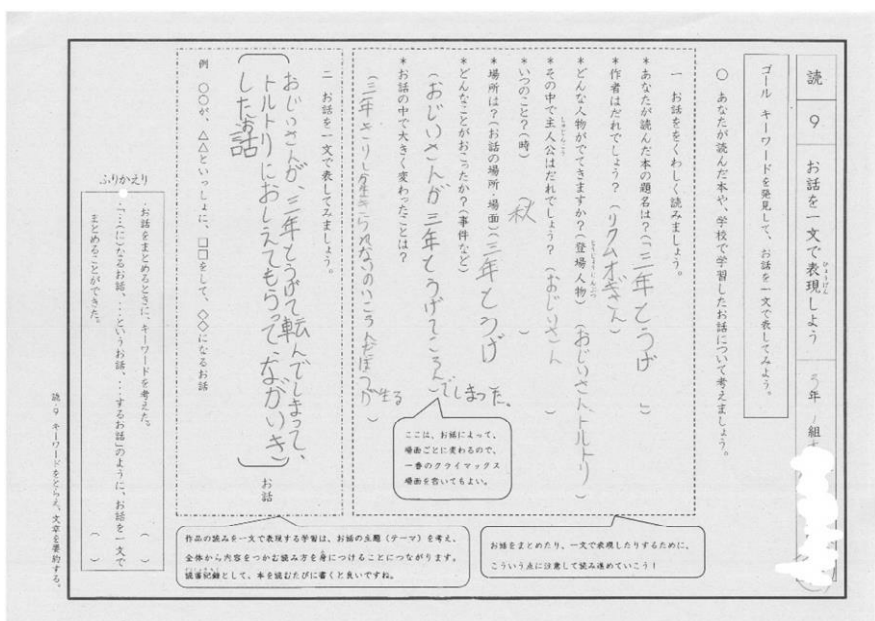 読 9 お話を一文で表現しよう 3年 1組
ひょうげん
ゴール キーワードを発見して、お話を一文で表してみよう。
○ あなたが読んだ本や、学校で学習したお話について考えましょう。
一 お話ををくわしく読みましょう。
*あなたが読んだ本の題名は?(「三年とうげ」)
*作者はだれでしょう?(リクムオギさん)
*どんな人物がでてきますか?(登場人物)(おじいさん、トルトリ)
とうじょうじんぶつ
*その中で主人公はだれでしょう?(おじいさん)
しゅじんこう
*いつのこと?(時)(秋)
*場所は?(お話の場所・場面)(三年とうげ
*どんなことがおこったか?(事件など)
(おじいさんが三年とうげてころんでしまった。)
*お話の中で大きく変わったことは?
ここは、お話によって、
場面ごとに変わるので、
一番のクライマックス
場面を書いてもよい。
お話をまとめたり、一文で表現したりするために、
こういう点に注意して読み進めていこう!
二 お話を一文で表してみましょう。
おじいさんが、三年とうげで転んでしまって、
トルトリにおしえてもらって、ながいき
したお話
お話
例 ○○が、△△といっしょに、□□をして、◇◇になるお話
作品の読みを一文で表現する学習は、お話の主題(テーマ)を考え、
全体から内容をつかむ読み方を身につけることにつながります。
読書記録として、本を読むたびに書くと良いですね。
ふりかえり
・お話をまとめるときに、キーワードを考えた。( )
・「…(に)なるお話、…というお話、…するお話」のように、お話を一文で
まとめることができた。( )
読-9 キーワードをとらえ、文章を要約する。